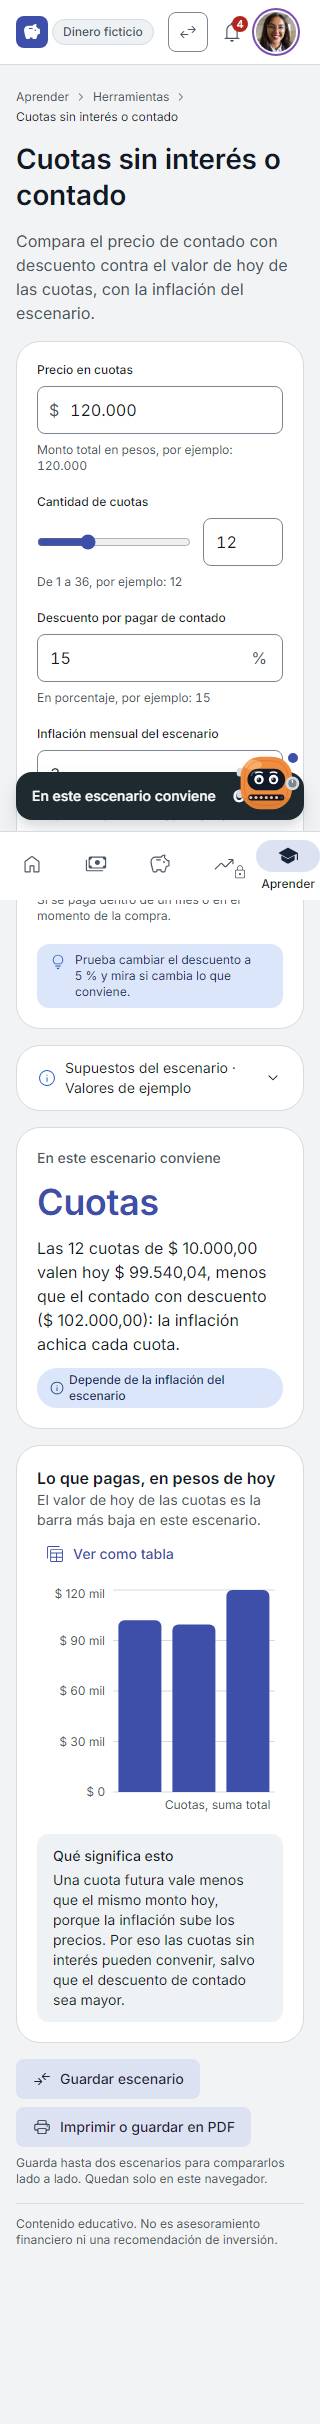 Dinero ficticio
4
Aprender
Herramientas
Cuotas sin interés o contado
Cuotas sin interés o
contado
Compara el precio de contado con
descuento contra el valor de hoy de
las cuotas, con la inflación del
escenario.
Precio en cuotas
$ 120.000
Monto total en pesos, por ejemplo:
120.000
Cantidad de cuotas
12
De 1 a 36, por ejemplo: 12
Descuento por pagar de contado
15 %
En porcentaje, por ejemplo: 15
Inflación mensual del escenario
En este escenario conviene
Aprender
Si se paga dentro de un mes o en el
momento de la compra.
Prueba cambiar el descuento a
5 % y mira si cambia lo que
conviene.
Supuestos del escenario ·
Valores de ejemplo
En este escenario conviene
Cuotas
Las 12 cuotas de $ 10.000,00
valen hoy $ 99.540,04, menos
que el contado con descuento
($ 102.000,00): la inflación
achica cada cuota.
Depende de la inflación del
escenario
Lo que pagas, en pesos de hoy
El valor de hoy de las cuotas es la
barra más baja en este escenario.
Ver como tabla
$ 120 mil
$ 90 mil
$ 60 mil
$ 30 mil
$ 0
Cuotas, suma total
Qué significa esto
Una cuota futura vale menos
que el mismo monto hoy,
porque la inflación sube los
precios. Por eso las cuotas sin
interés pueden convenir, salvo
que el descuento de contado
sea mayor.
Guardar escenario
Imprimir o guardar en PDF
Guarda hasta dos escenarios para compararlos
lado a lado. Quedan solo en este navegador.
Contenido educativo. No es asesoramiento
financiero ni una recomendación de inversión.